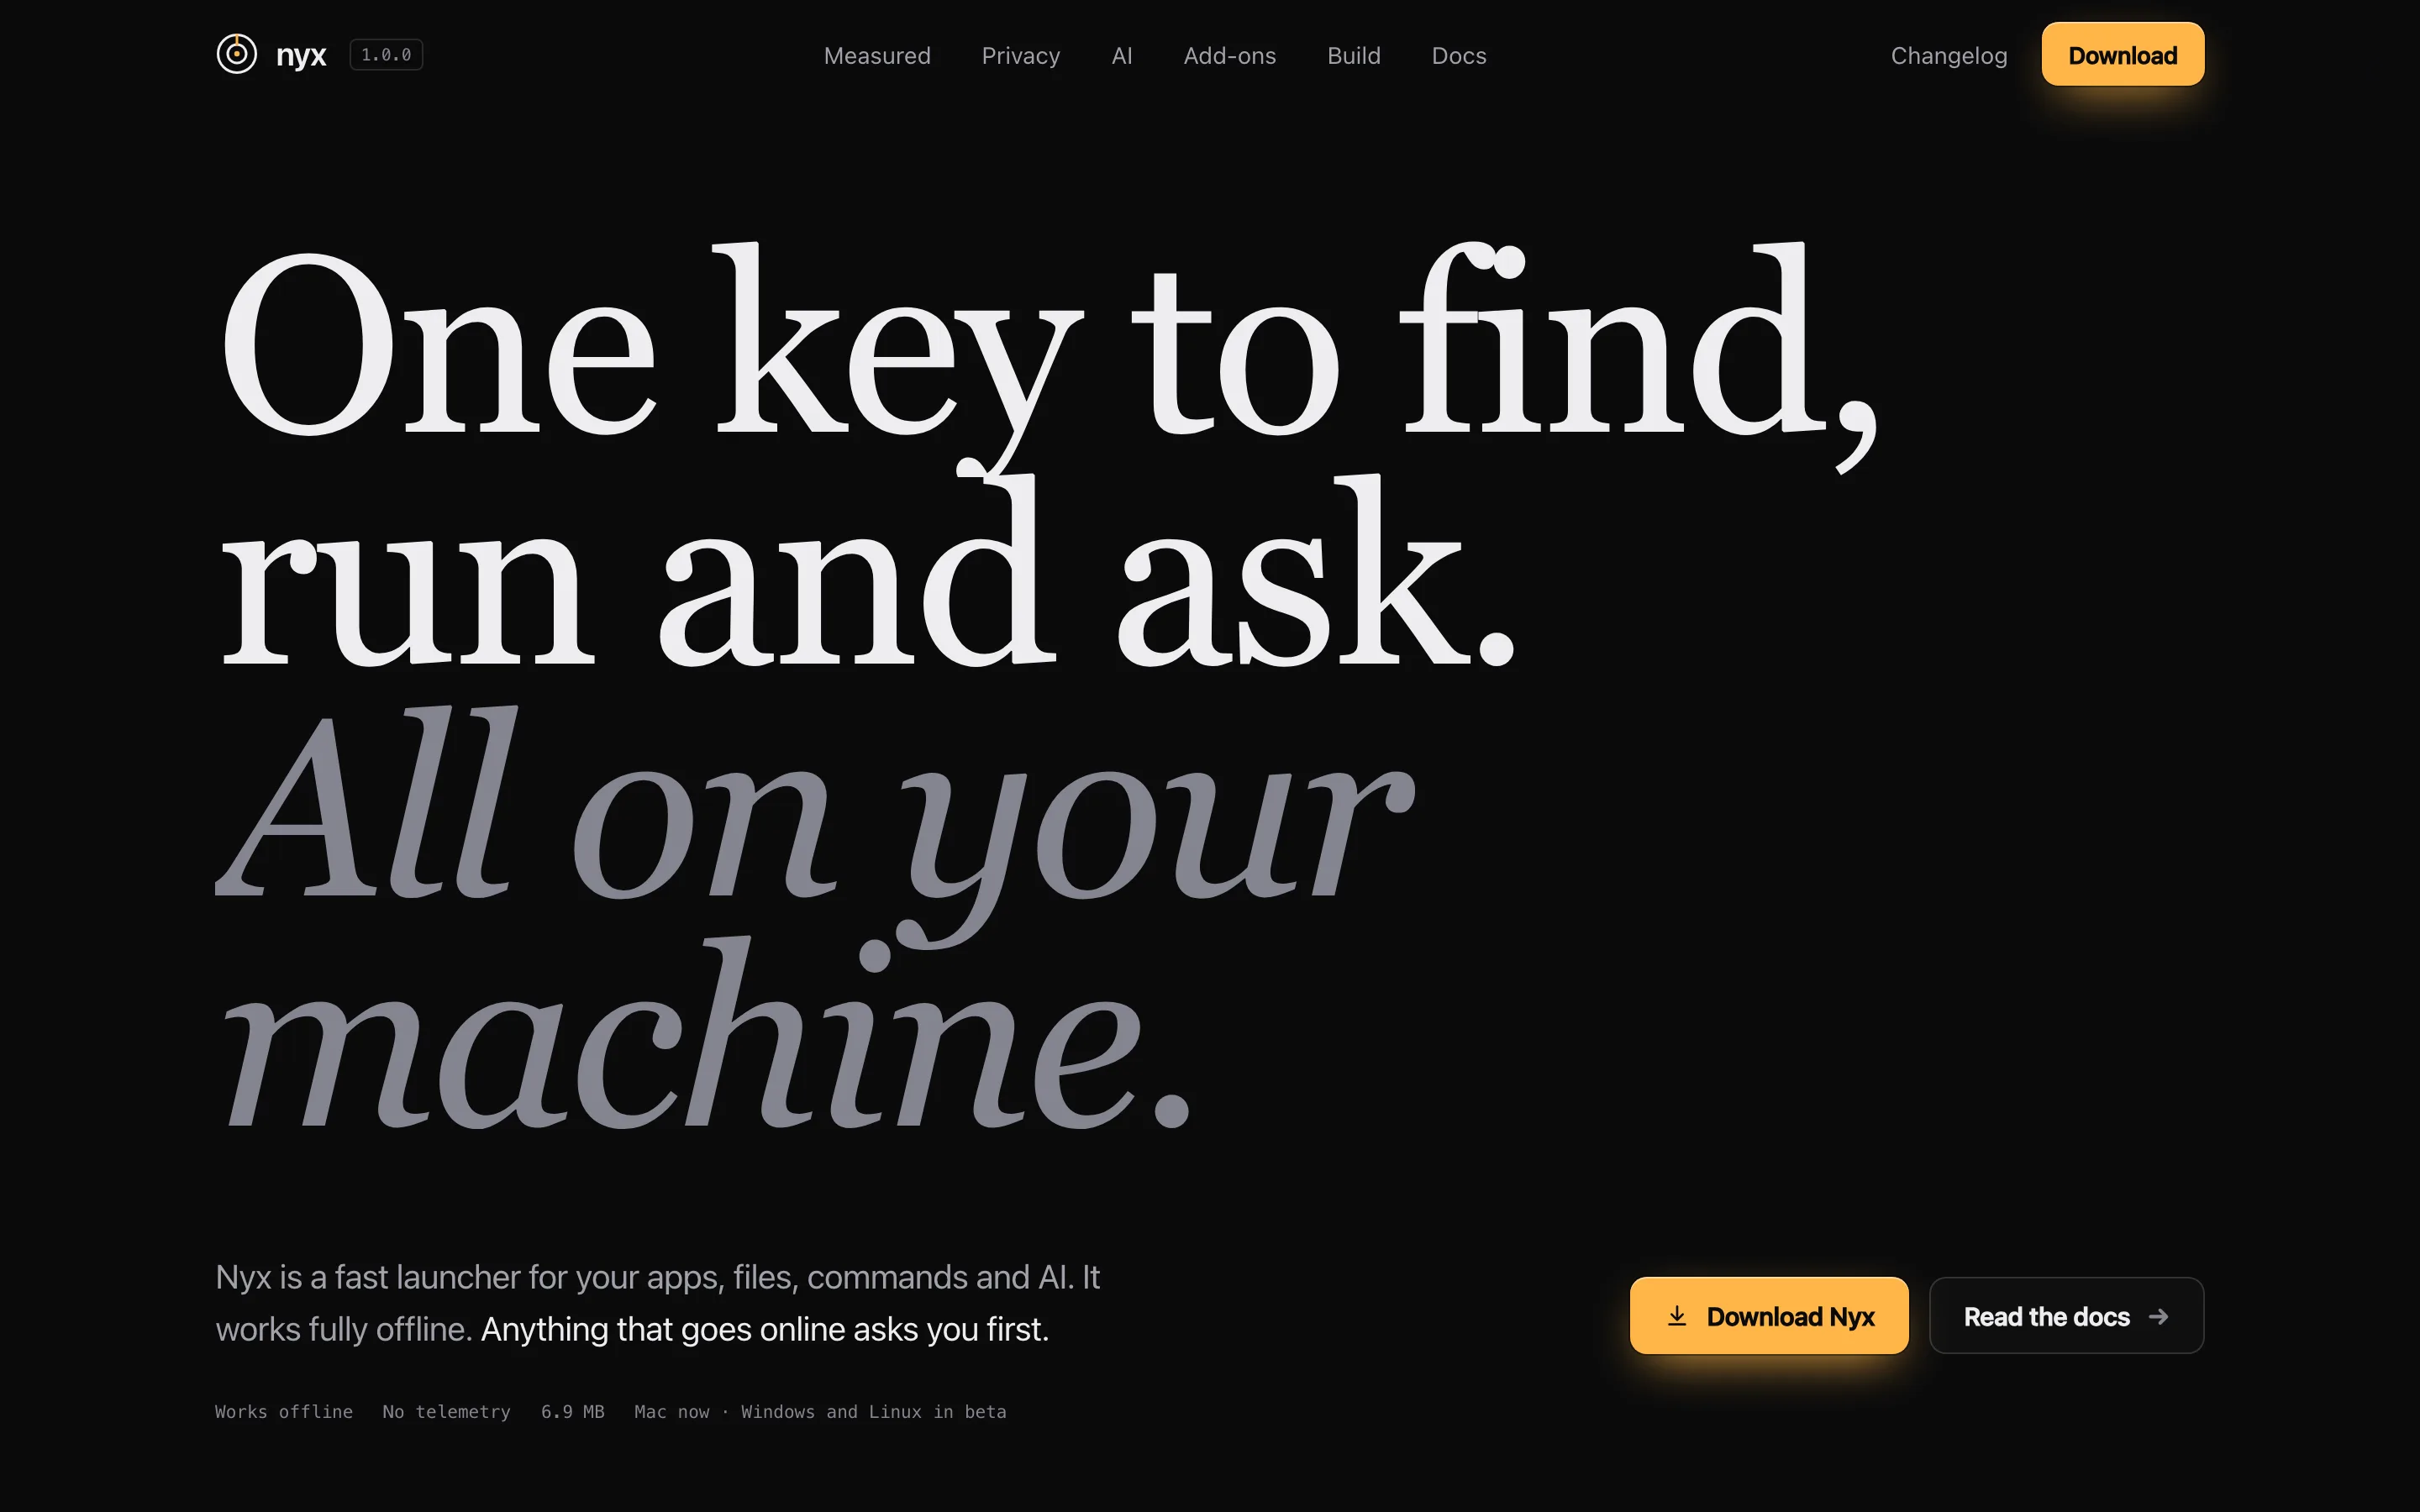 nyx 1.0.0 Measured Privacy AI Add-ons Build Docs Changelog Download
One key to find,
run and ask.
All on your
machine.
Nyx is a fast launcher for your apps, files, commands and AI. It
works fully offline. Anything that goes online asks you first.
Download Nyx Read the docs →
Works offline No telemetry 6.9 MB Mac now · Windows and Linux in beta